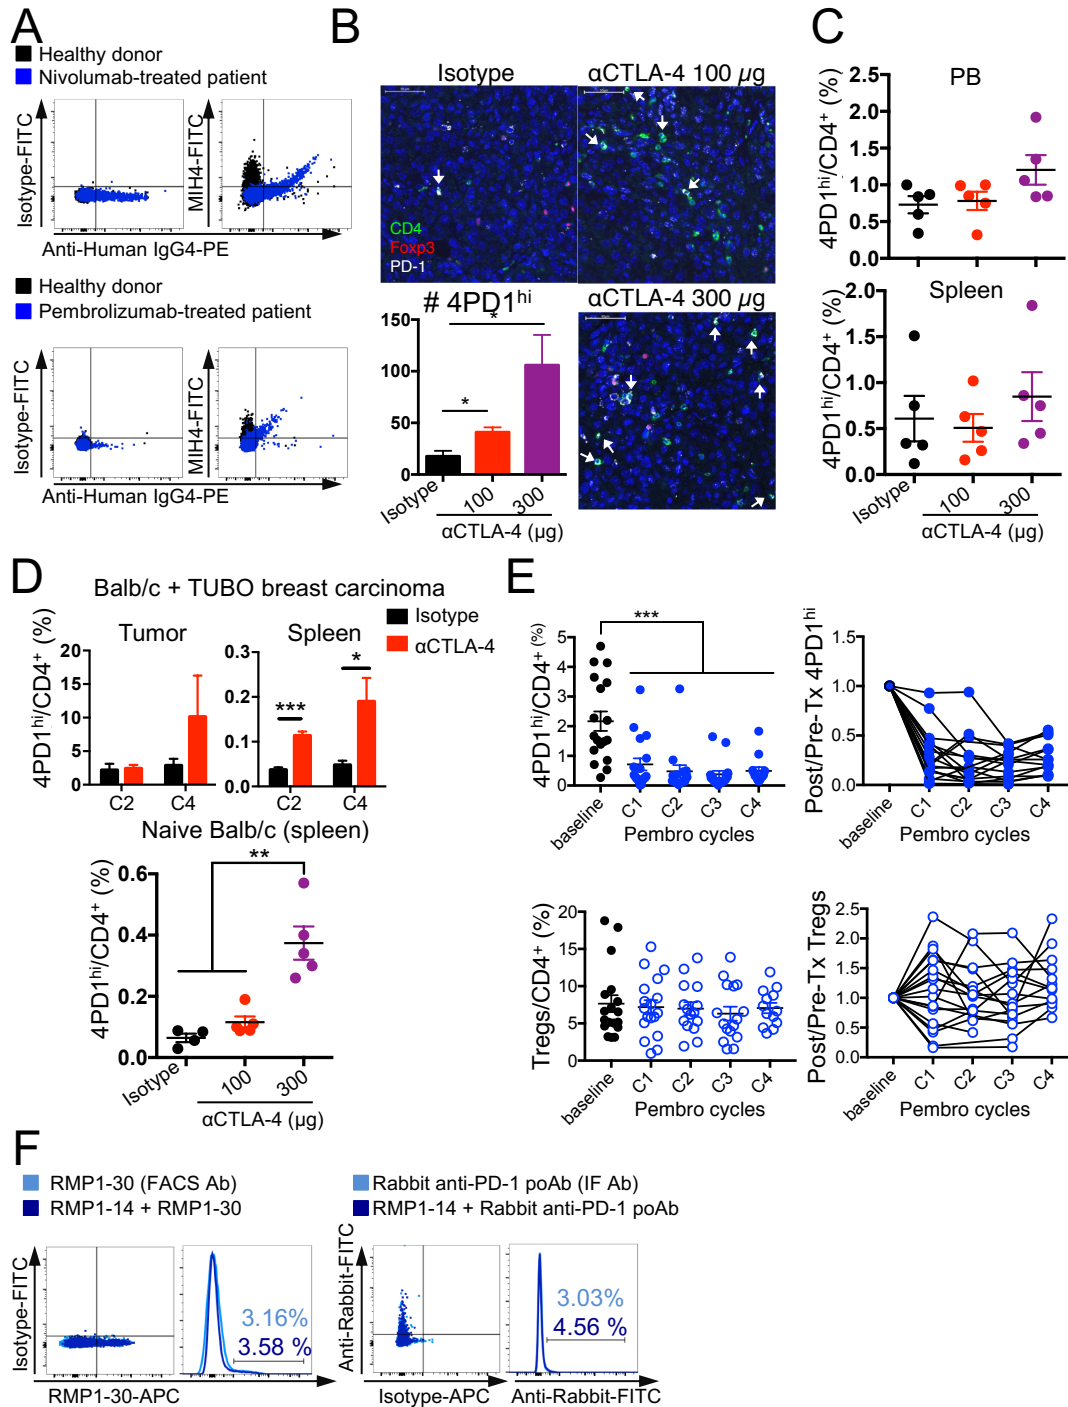 A
Healthy donor
Nivolumab-treated patient
Isotype-FITC
MIH4-FITC
Anti-Human IgG4-PE
Healthy donor
Pembrolizumab-treated patient
Isotype-FITC
MIH4-FITC
Anti-Human IgG4-PE
B
Isotype
αCTLA-4 100 µg
CD4
Foxp3
PD-1
# 4PD1hi
αCTLA-4 300 µg
150
100
50
0
*
*
Isotype
100
300
αCTLA-4 (µg)
C
PB
4PD1hi/CD4+ (%)
2.5
2.0
1.5
1.0
0.5
0.0
Spleen
4PD1hi/CD4+ (%)
2.0
1.5
1.0
0.5
0.0
Isotype
100
300
αCTLA-4 (µg)
D
Balb/c + TUBO breast carcinoma
Isotype
αCTLA-4
Tumor
Spleen
4PD1hi/CD4+ (%)
20
15
10
5
0
C2
C4
0.3
0.2
0.1
0.0
***
*
C2
C4
Naive Balb/c (spleen)
4PD1hi/CD4+ (%)
0.6
0.4
0.2
0.0
**
Isotype
100
300
αCTLA-4 (µg)
E
4PD1hi/CD4+ (%)
5
4
3
2
1
0
***
baseline
C1
C2
C3
C4
Pembro cycles
Post/Pre-Tx 4PD1hi
1.5
1.0
0.5
0.0
baseline
C1
C2
C3
C4
Pembro cycles
Tregs/CD4+ (%)
20
15
10
5
0
baseline
C1
C2
C3
C4
Pembro cycles
Post/Pre-Tx Tregs
2.5
2.0
1.5
1.0
0.5
0.0
baseline
C1
C2
C3
C4
Pembro cycles
F
RMP1-30 (FACS Ab)
RMP1-14 + RMP1-30
Isotype-FITC
3.16%
3.58 %
RMP1-30-APC
Rabbit anti-PD-1 poAb (IF Ab)
RMP1-14 + Rabbit anti-PD-1 poAb
Anti-Rabbit-FITC
3.03%
4.56 %
Isotype-APC
Anti-Rabbit-FITC